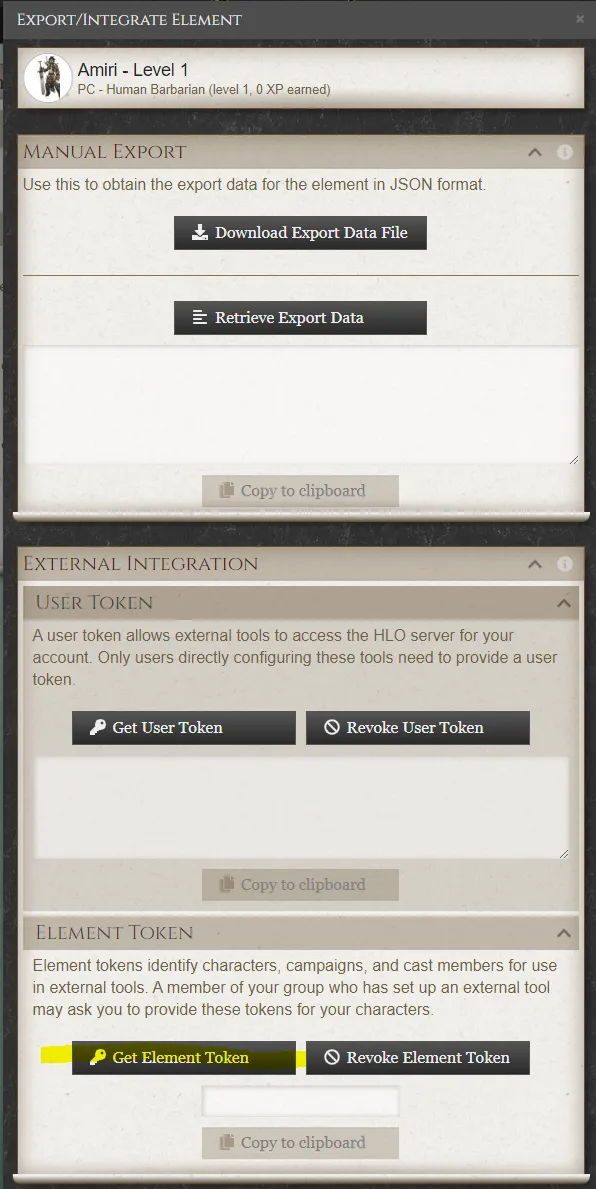 Export/Integrate Element
Amiri - Level 1
PC - Human Barbarian (level 1, 0 XP earned)
Manual Export
Use this to obtain the export data for the element in JSON format.
Download Export Data File
Retrieve Export Data
Copy to clipboard
External Integration
User Token
A user token allows external tools to access the HLO server for your
account. Only users directly configuring these tools need to provide a user
token.
Get User Token
Revoke User Token
Copy to clipboard
Element Token
Element tokens identify characters, campaigns, and cast members for use
in external tools. A member of your group who has set up an external tool
may ask you to provide these tokens for your characters.
Get Element Token
Revoke Element Token
Copy to clipboard